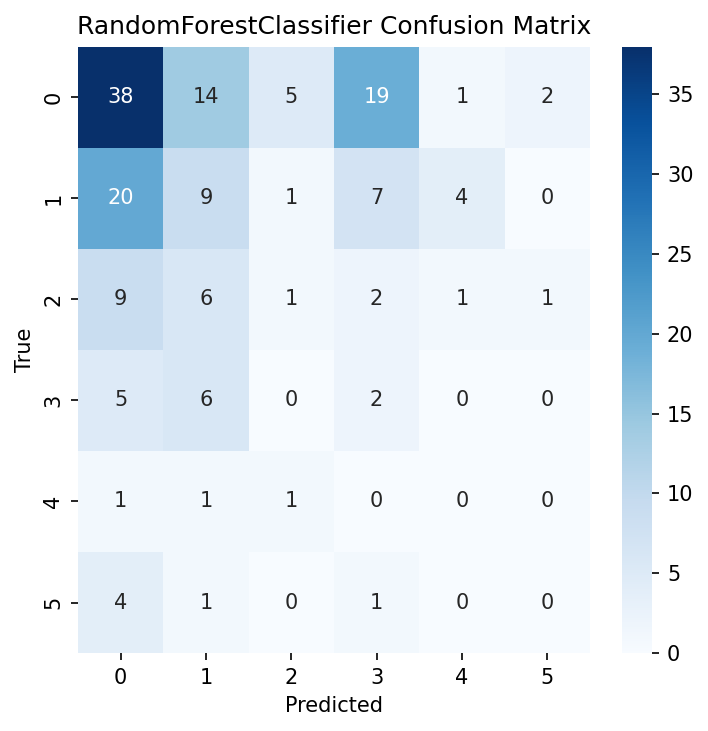 RandomForestClassifier Confusion Matrix
True
0 38 14 5 19 1 2
1 20 9 1 7 4 0
2 9 6 1 2 1 1
3 5 6 0 2 0 0
4 1 1 1 0 0 0
5 4 1 0 1 0 0
0 1 2 3 4 5
Predicted
35
30
25
20
15
10
5
0